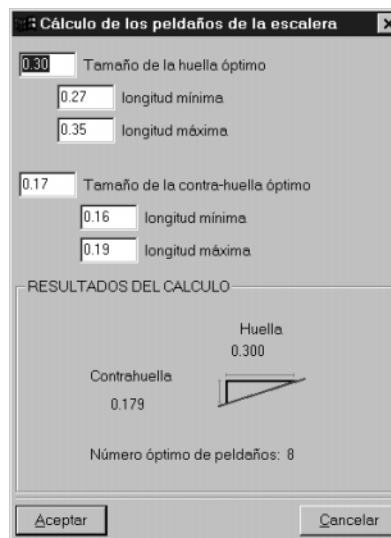 Cálculo de los peldaños de la escalera
0.30 Tamaño de la huella óptimo
0.27 longitud mínima
0.35 longitud máxima
0.17 Tamaño de la contra-huella óptimo
0.16 longitud mínima
0.19 longitud máxima
RESULTADOS DEL CALCULO
Huella
0.300
Contrahuella
0.179
Número óptimo de peldaños: 8
Aceptar Cancelar